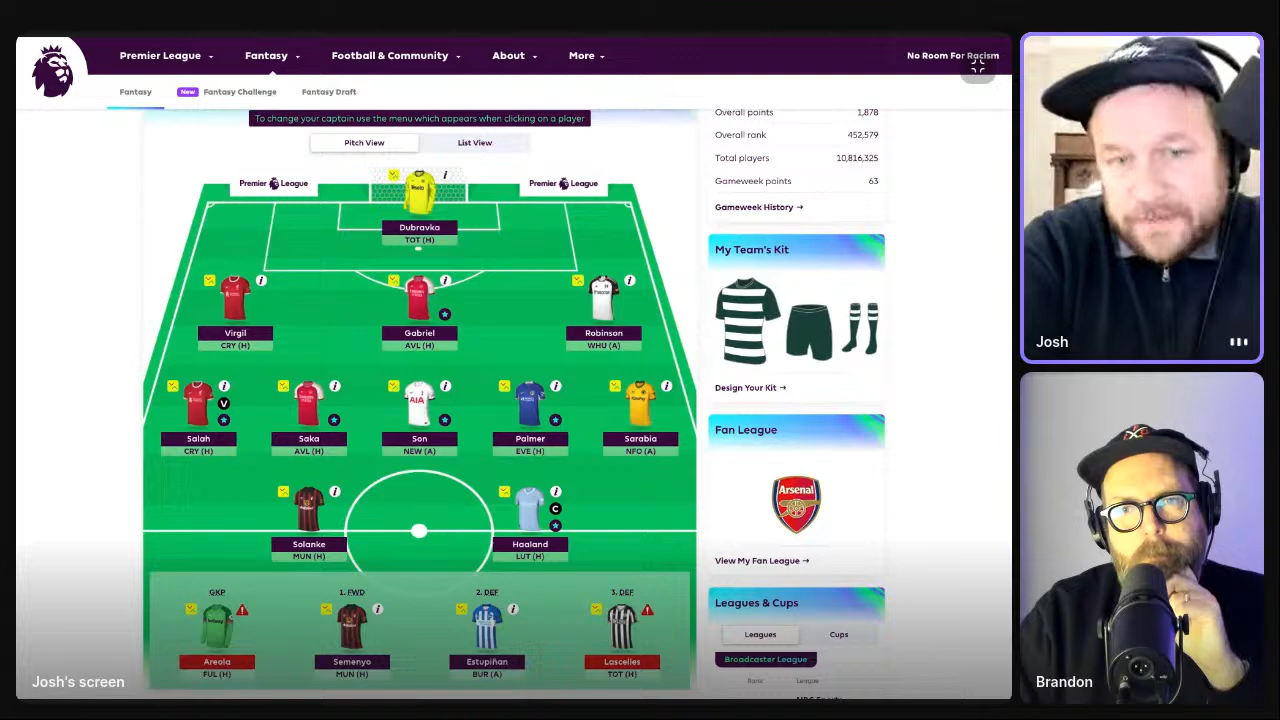 Premier League
Fantasy
Football & Community
About
More
No Room For Racism
Fantasy
New
Fantasy Challenge
Fantasy Draft
To change your captain use the menu which appears when clicking on a player
Pitch View
List View
Premier League
Premier League
Dubravka
TOT (H)
Virgil
CRY (H)
Gabriel
AVL (H)
Robinson
WHU (A)
V
Salah
CRY (H)
Saka
AVL (H)
AIA
Son
NEW (A)
Palmer
EVE (H)
Sarabia
NFO (A)
Solanke
MUN (H)
C
Haaland
LUT (H)
GKP
Areola
FUL (H)
1. FWD
Semenyo
MUN (H)
2. DEF
Estupiñan
BUR (A)
3. DEF
Lascelles
TOT (H)
Overall points 1,878
Overall rank 452,579
Total players 10,816,325
Gameweek points 63
Gameweek History →
My Team's Kit
Design Your Kit →
Fan League
Arsenal
View My Fan League →
Leagues & Cups
Leagues
Cups
Broadcaster League
Rank
League
Josh's screen
Josh
Brandon